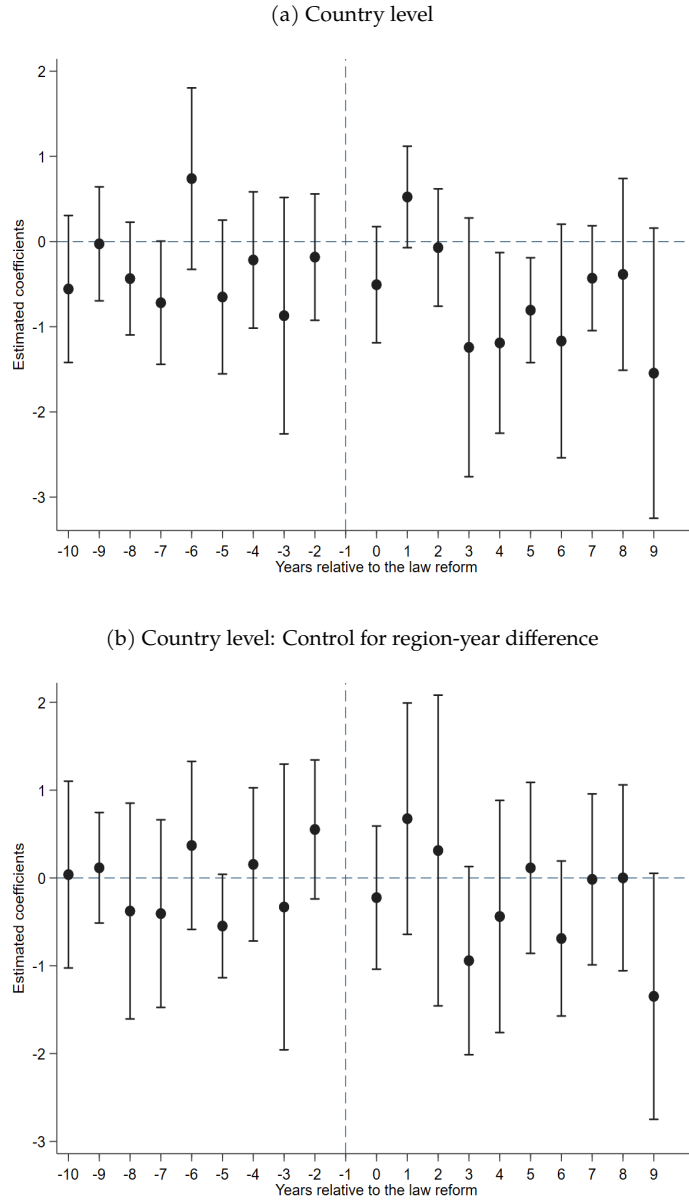 (a) Country level
2
1
0
-1
-2
-3
Estimated coefficients
-10 -9 -8 -7 -6 -5 -4 -3 -2 -1 0 1 2 3 4 5 6 7 8 9
Years relative to the law reform
(b) Country level: Control for region-year difference
2
1
0
-1
-2
-3
Estimated coefficients
-10 -9 -8 -7 -6 -5 -4 -3 -2 -1 0 1 2 3 4 5 6 7 8 9
Years relative to the law reform